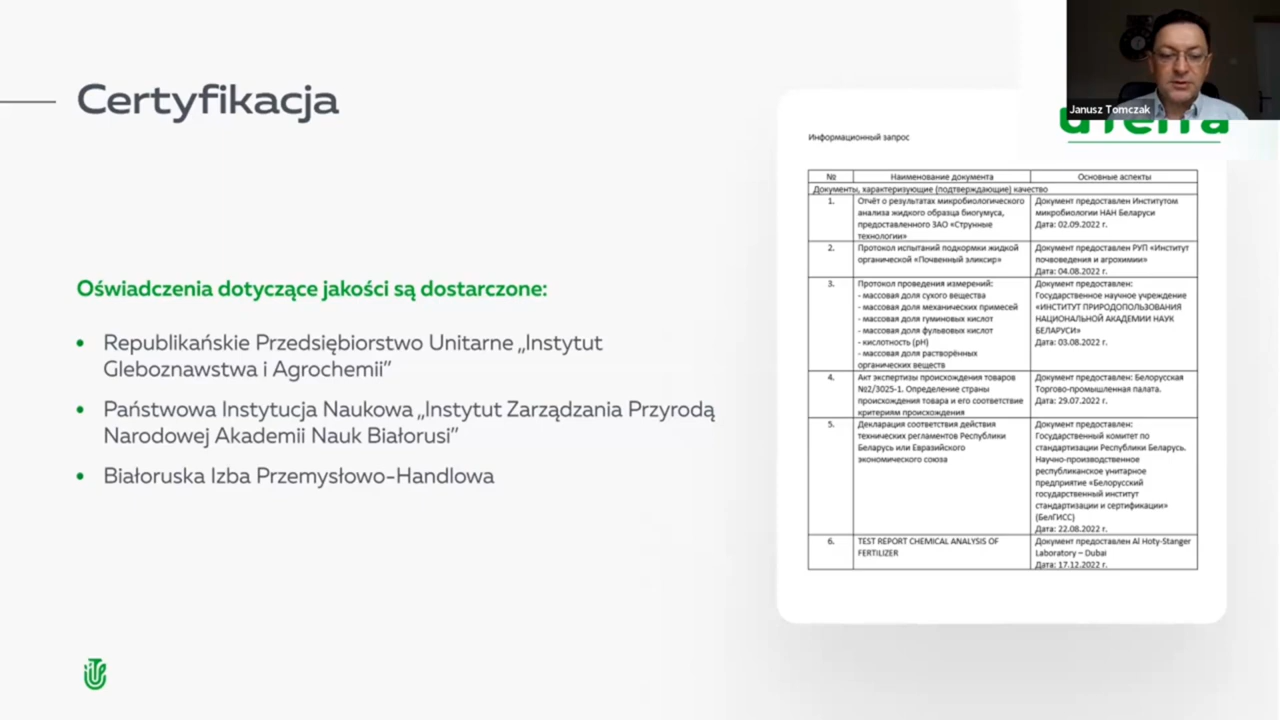 Certyfikacja
Oświadczenia dotyczące jakości są dostarczone:
• Republikańskie Przedsiębiorstwo Unitarne „Instytut
Gleboznawstwa i Agrochemii”
• Państwowa Instytucja Naukowa „Instytut Zarządzania Przyrodą
Narodowej Akademii Nauk Białorusi”
• Białoruska Izba Przemysłowo-Handlowa
Janusz Tomczak
Информационный запрос
№ Наименование документа Основные аспекты
Документы, характеризующие (подтверждающие) качество
1. Отчёт о результатах микробиологического Документ предоставлен Институтом
анализа жидкого образца биогумуса, микробиологии НАН Беларуси
предоставленного ЗАО «Струнные Дата: 02.09.2022 г.
технологии»
2. Протокол испытаний подкормки жидкой Документ предоставлен РУП «Институт
органической «Почвенный эликсир» почвоведения и агрохимии»
Дата: 04.08.2022 г.
3. Протокол проведения измерений: Документ предоставлен:
- массовая доля сухого вещества Государственное научное учреждение
- массовая доля механических примесей «ИНСТИТУТ ПРИРОДОПОЛЬЗОВАНИЯ
- массовая доля гуминовых кислот НАЦИОНАЛЬНОЙ АКАДЕМИИ НАУК
- массовая доля фульвовых кислот БЕЛАРУСИ»
- кислотность (pH) Дата: 03.08.2022 г.
- массовая доля растворённых
органических веществ
4. Акт экспертизы происхождения товаров Документ предоставлен: Белорусская
№2/3025-1. Определение страны Торгово-промышленная палата.
происхождения товара и его соответствие Дата: 29.07.2022 г.
критериям происхождения
5. Декларация соответствия действия Документ предоставлен:
технических регламентов Республики Государственный комитет по
Беларусь или Евразийского стандартизации Республики Беларусь.
экономического союза Научно-производственное
республиканское унитарное
предприятие «Белорусский
государственный институт
стандартизации и сертификации»
(БелГИСС)
Дата: 22.08.2022 г.
6. TEST REPORT CHEMICAL ANALYSIS OF Документ предоставлен Al Hoty-Stanger
FERTILIZER Laboratory – Dubai
Дата: 17.12.2022 г.